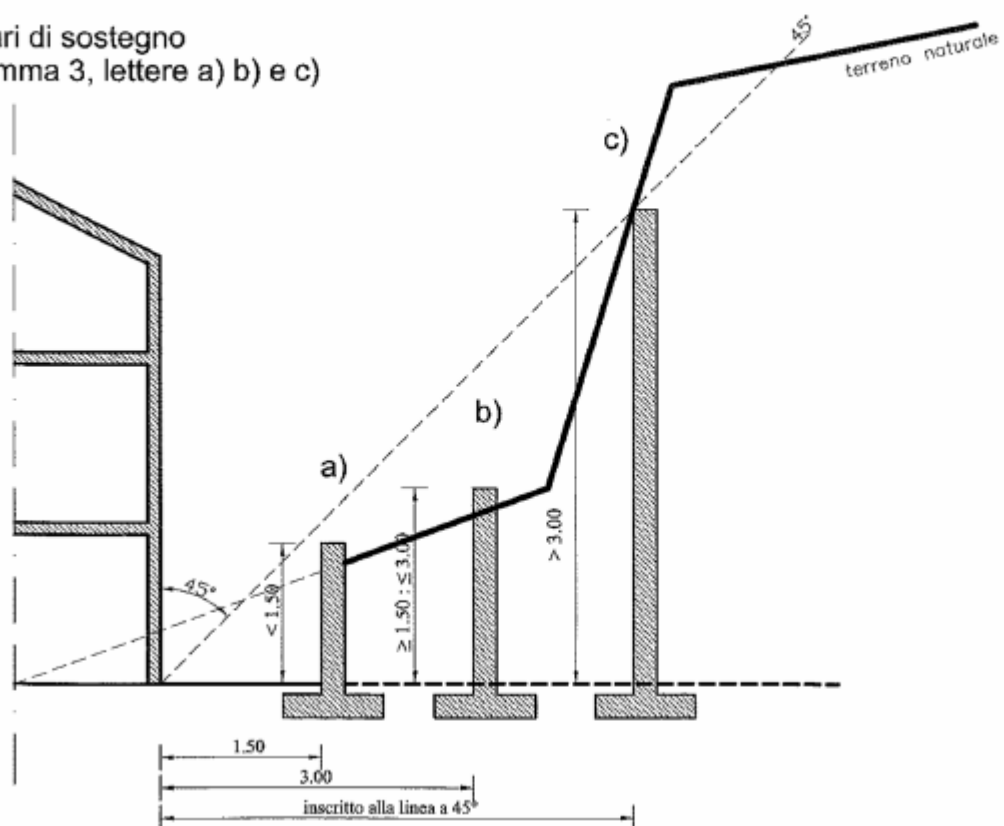 uri di sostegno
mma 3, lettere a) b) e c)
45°
terreno naturale
c)
b)
a)
45°
< 1.50
≥ 1.50 : ≤ 3.00
> 3.00
1.50
3.00
inscritto alla linea a 45°